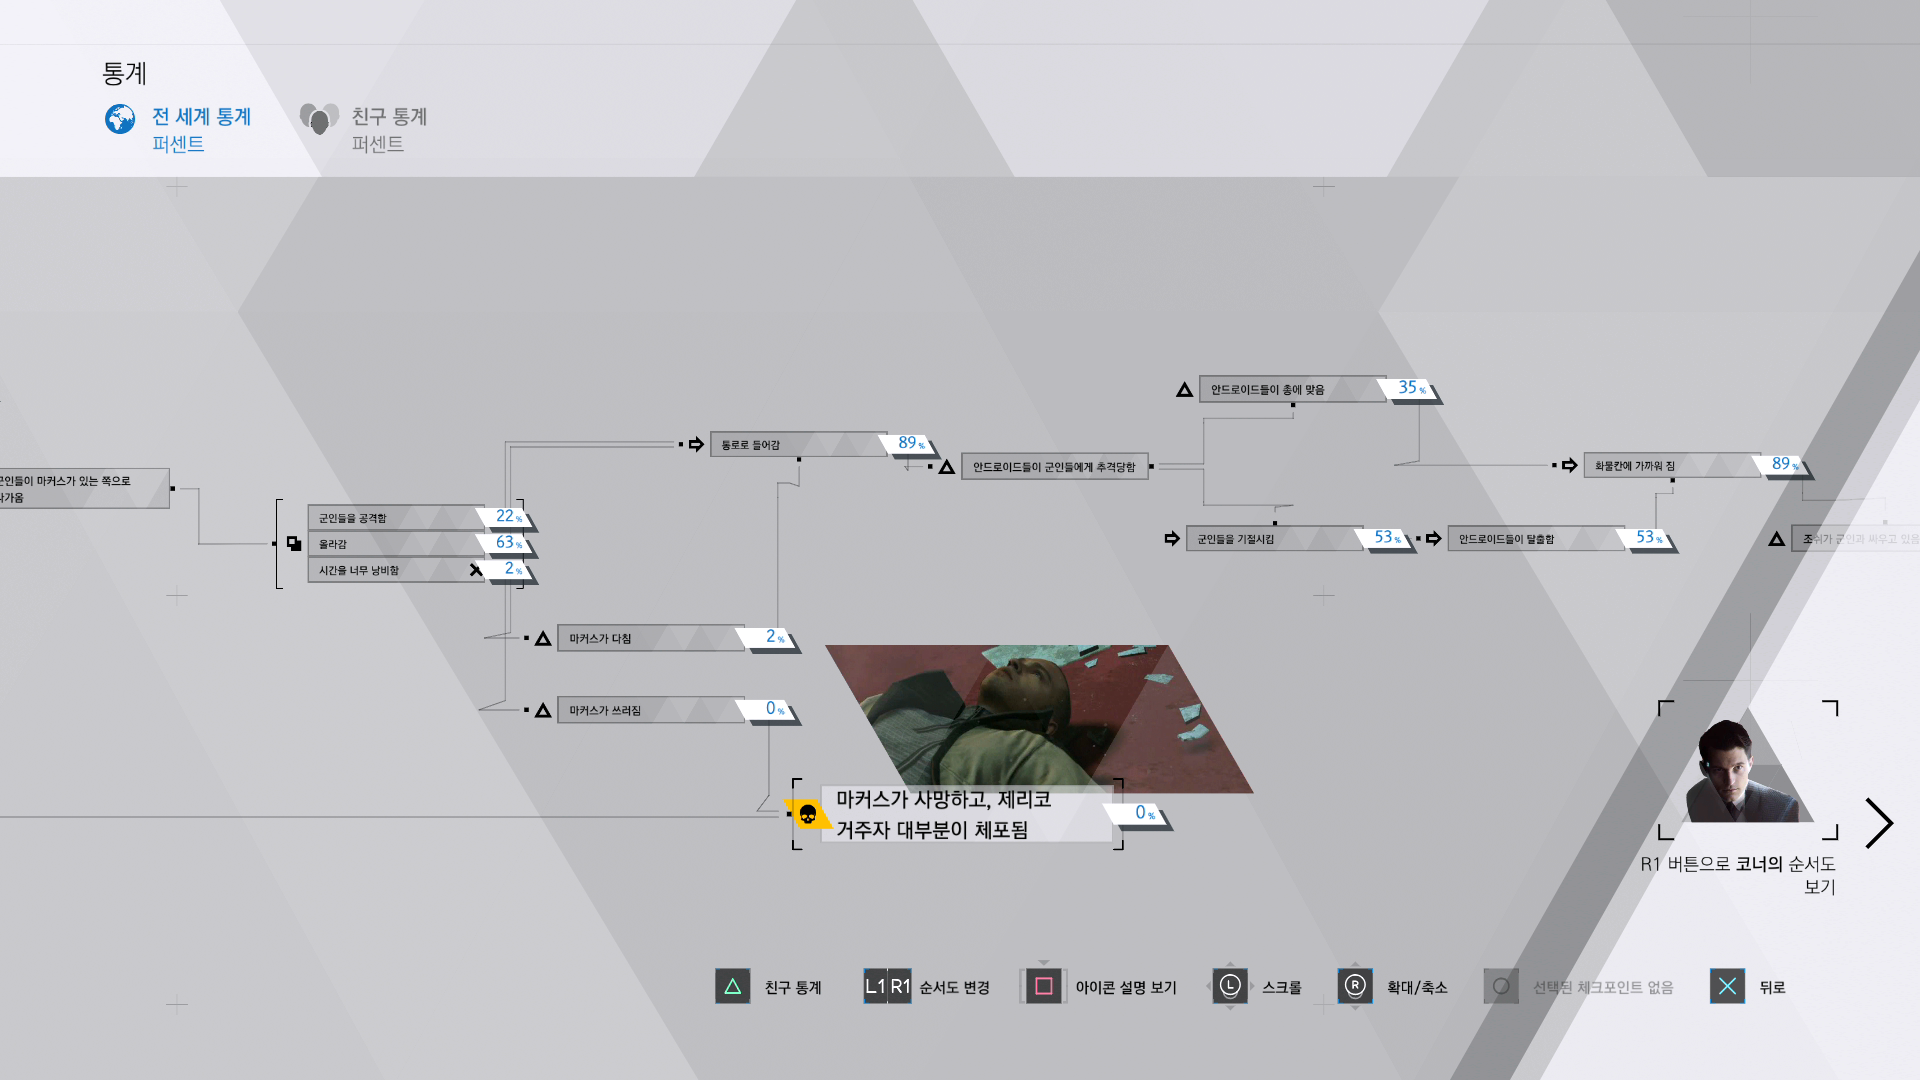 통계
전 세계 통계
퍼센트
친구 통계
퍼센트
안드로이드들이 총에 맞음
35 %
통로로 들어감
89 %
안드로이드들이 군인들에게 추격당함
화물칸에 가까워 짐
89 %
군인들이 마커스가 있는 쪽으로
다가옴
군인들을 공격함
22 %
올라감
63 %
시간을 너무 낭비함
2 %
군인들을 기절시킴
53 %
안드로이드들이 탈출함
53 %
조쉬가 군인과 싸우고 있음
마커스가 다침
2 %
마커스가 쓰러짐
0 %
마커스가 사망하고, 제리코
거주자 대부분이 체포됨
0 %
R1 버튼으로 코너의 순서도
보기
친구 통계
L1 R1 순서도 변경
아이콘 설명 보기
L 스크롤
R 확대/축소
선택된 체크포인트 없음
뒤로